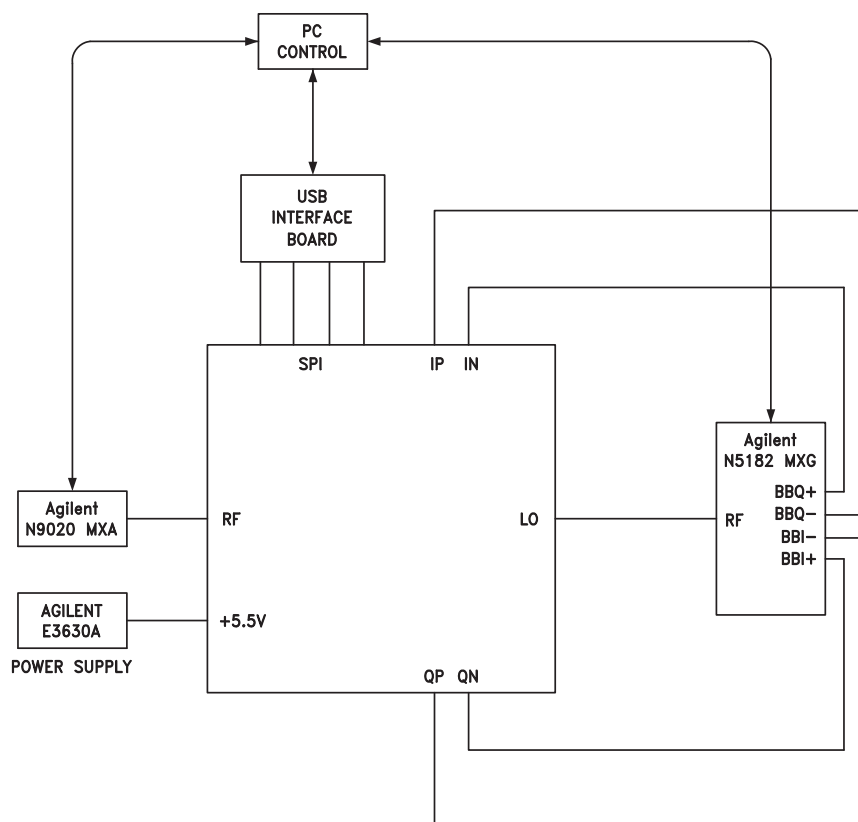 PC
CONTROL
USB
INTERFACE
BOARD
SPI
IP
IN
Agilent
N5182 MXG
BBQ+
BBQ-
BBI-
BBI+
RF
LO
RF
Agilent
N9020 MXA
AGILENT
E3630A
+5.5V
POWER SUPPLY
QP
QN